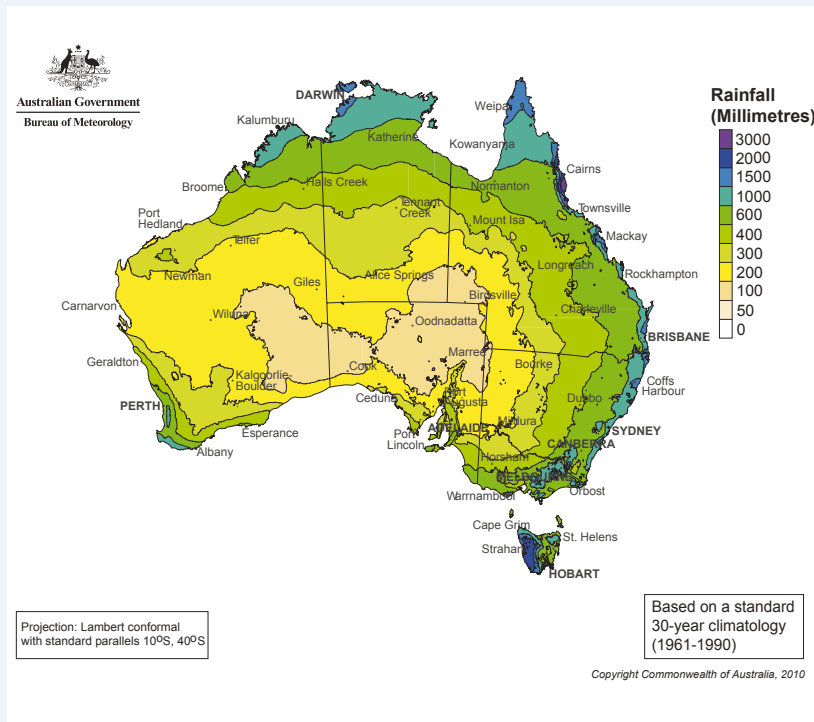 Australian Government
Bureau of Meteorology
DARWIN
Kalumburu
Katherine
Weipa
Kowanyama
Cairns
Broome
Halls Creek
Normanton
Townsville
Port
Hedland
Tennant
Creek
Mount Isa
Mackay
Telfer
Longreach
Newman
Giles
Alice Springs
Rockhampton
Birdsville
Carnarvon
Wiluna
Oodnadatta
Charleville
BRISBANE
Geraldton
Marree
Cook
Bourke
Kalgoorlie-
Boulder
Coffs
Harbour
PERTH
Ceduna
Port
Augusta
Dubbo
Esperance
Port
Lincoln
ADELAIDE
Mildura
SYDNEY
CANBERRA
Albany
Horsham
MELBOURNE
Warrnambool
Orbost
Cape Grim
St. Helens
Strahan
HOBART
Rainfall
(Millimetres)
3000
2000
1500
1000
600
400
300
200
100
50
0
Projection: Lambert conformal
with standard parallels 10ºS, 40ºS
Based on a standard
30-year climatology
(1961-1990)
Copyright Commonwealth of Australia, 2010